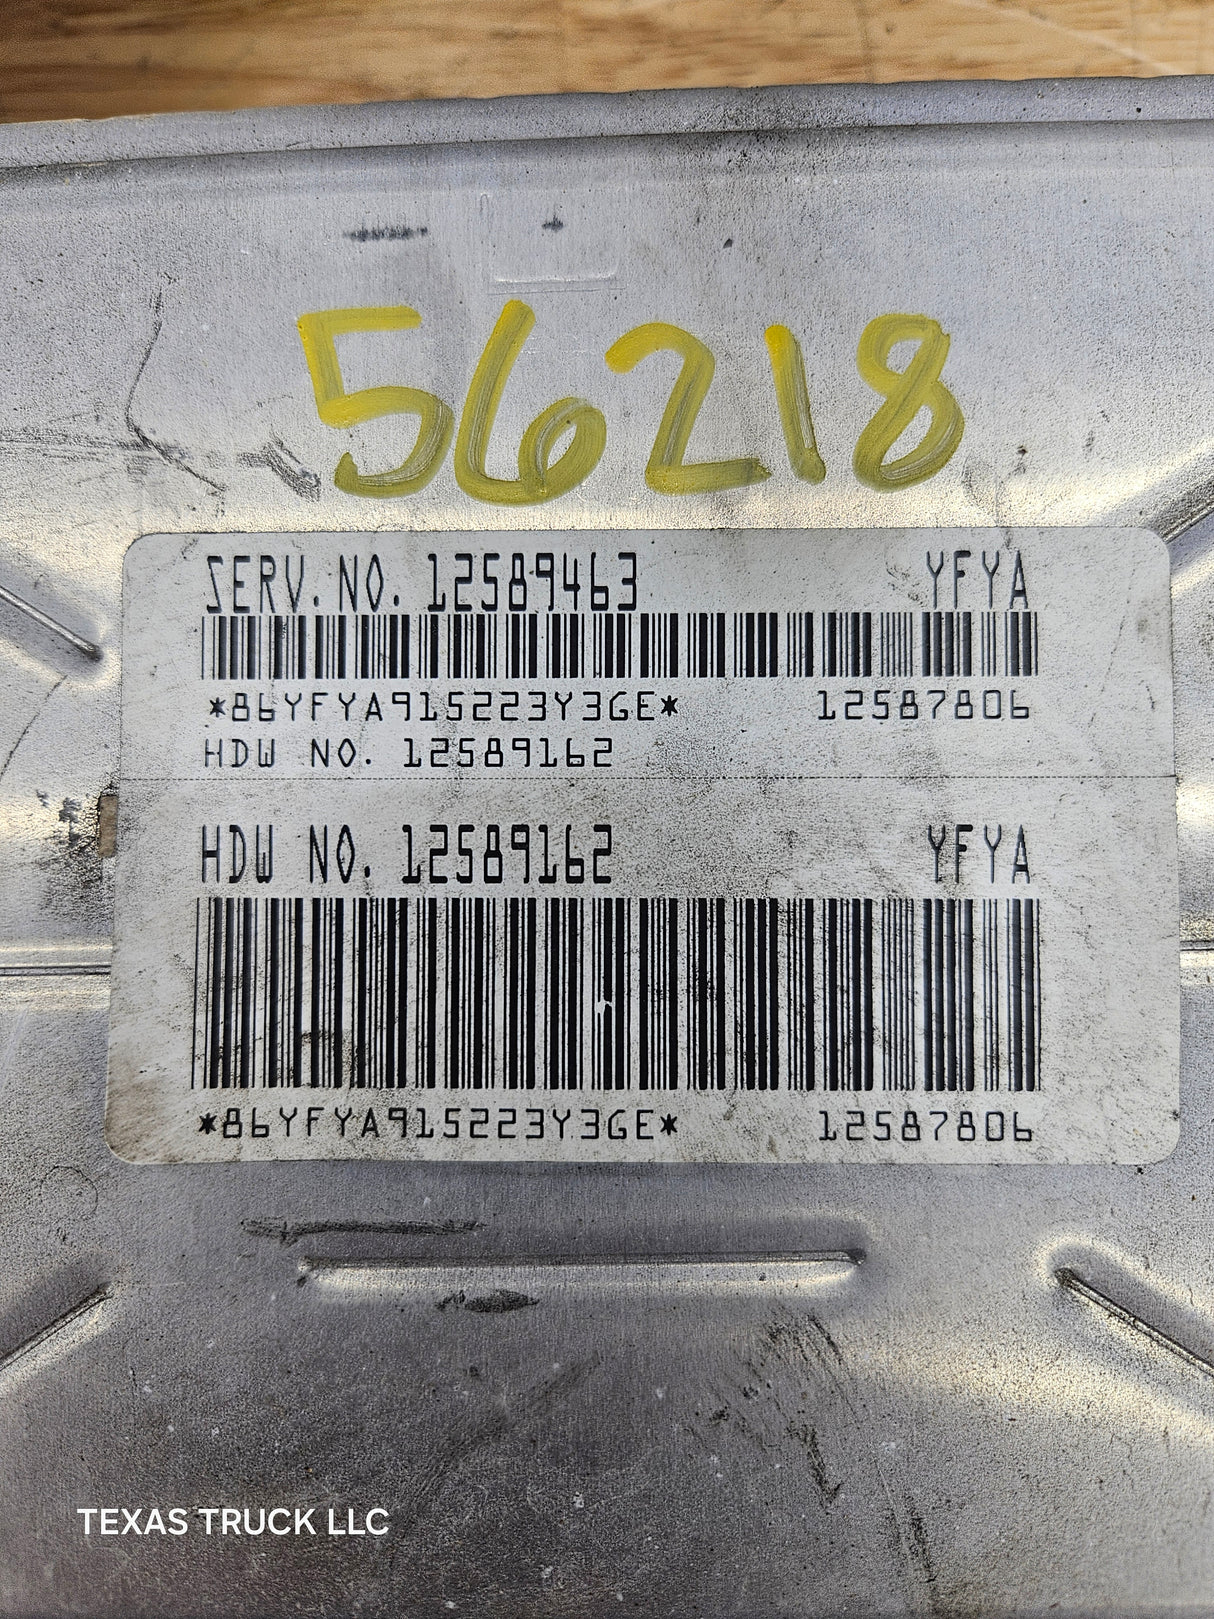 56218
SERV. NO. 12589463 YFYA
*86YFYA915223Y3GE* 12587806
HDW NO. 12589162
HDW NO. 12589162 YFYA
*86YFYA915223Y3GE* 12587806
TEXAS TRUCK LLC